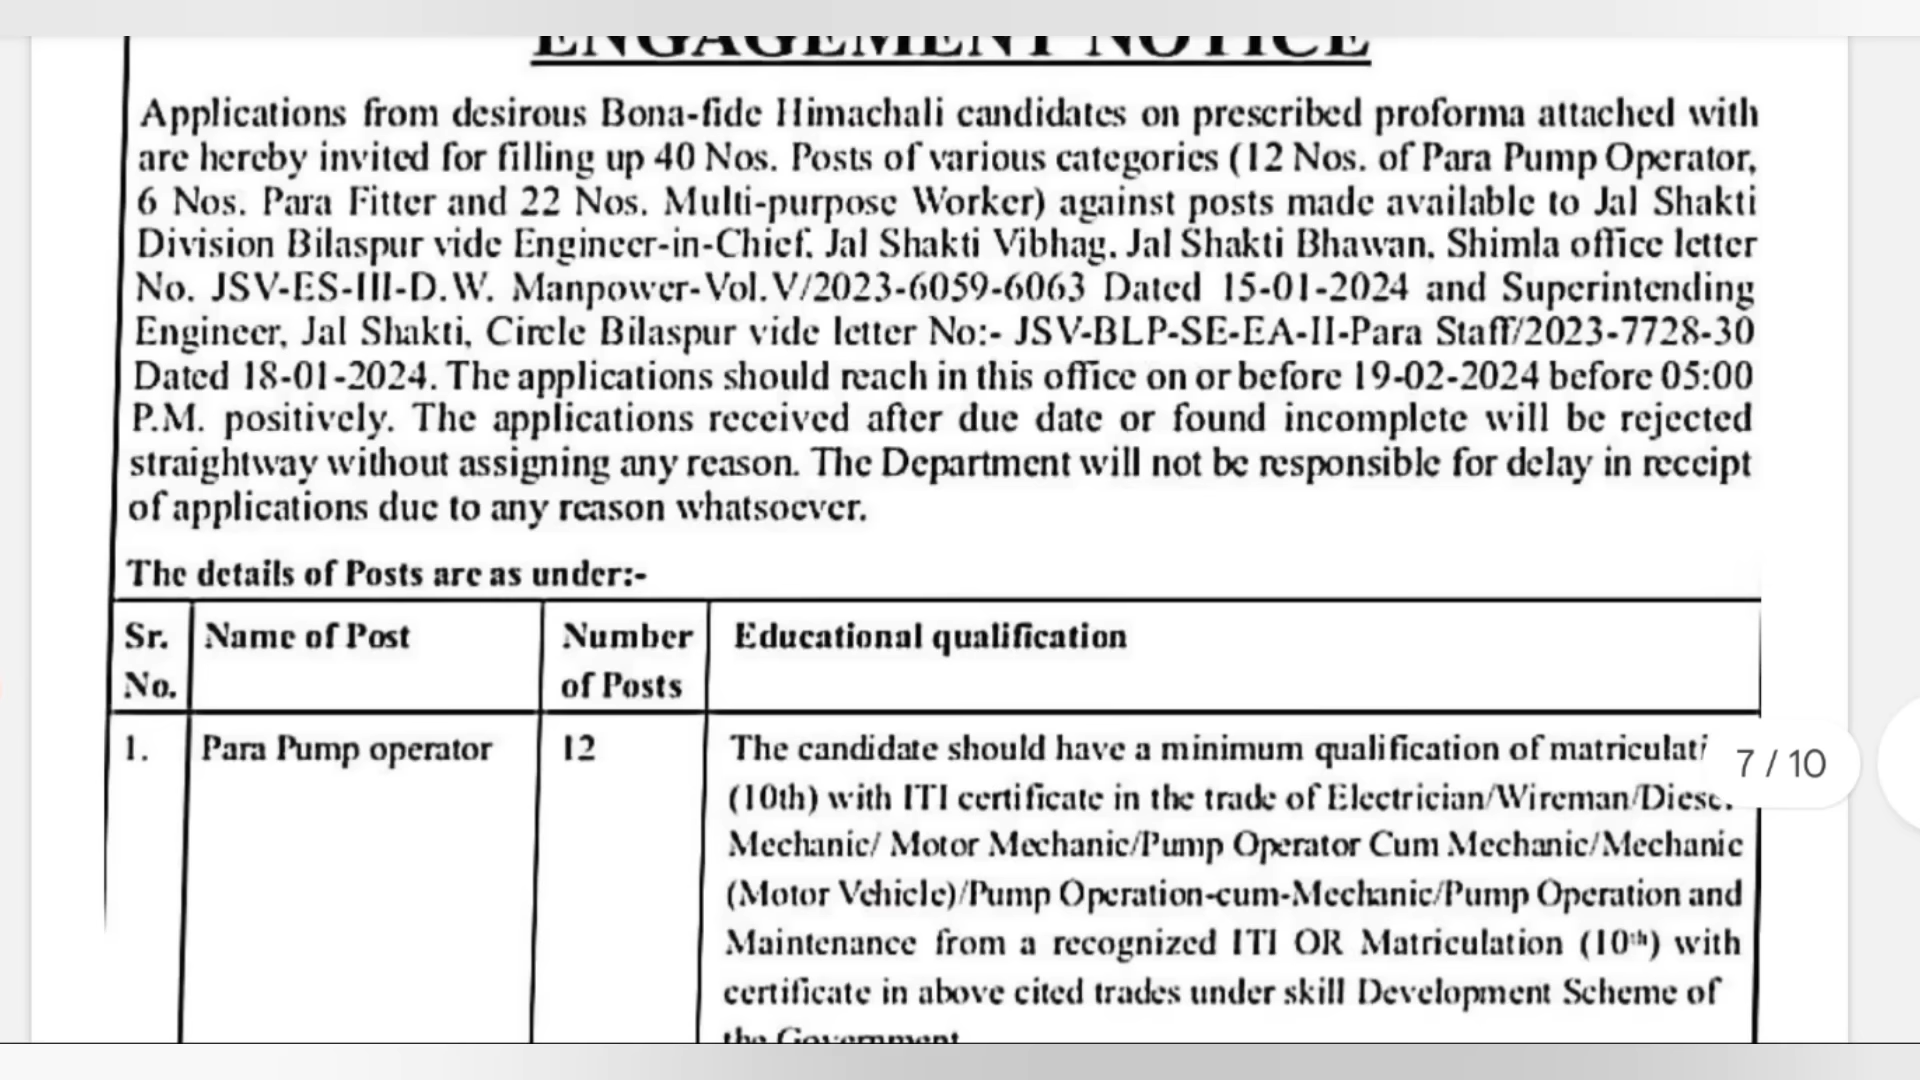 ENGAGEMENT NOTICE
Applications from desirous Bona-fide Himachali candidates on prescribed proforma attached with
are hereby invited for filling up 40 Nos. Posts of various categories (12 Nos. of Para Pump Operator,
6 Nos. Para Fitter and 22 Nos. Multi-purpose Worker) against posts made available to Jal Shakti
Division Bilaspur vide Engineer-in-Chief, Jal Shakti Vibhag, Jal Shakti Bhawan, Shimla office letter
No. JSV-ES-III-D.W. Manpower-Vol.V/2023-6059-6063 Dated 15-01-2024 and Superintending
Engineer, Jal Shakti, Circle Bilaspur vide letter No:- JSV-BLP-SE-EA-II-Para Staff/2023-7728-30
Dated 18-01-2024. The applications should reach in this office on or before 19-02-2024 before 05:00
P.M. positively. The applications received after due date or found incomplete will be rejected
straightway without assigning any reason. The Department will not be responsible for delay in receipt
of applications due to any reason whatsoever.
The details of Posts are as under:-
Sr. No.
Name of Post
Number of Posts
Educational qualification
1.
Para Pump operator
12
The candidate should have a minimum qualification of matriculati
(10th) with ITI certificate in the trade of Electrician/Wireman/Diesel
Mechanic/ Motor Mechanic/Pump Operator Cum Mechanic/Mechanic
(Motor Vehicle)/Pump Operation-cum-Mechanic/Pump Operation and
Maintenance from a recognized ITI OR Matriculation (10th) with
certificate in above cited trades under skill Development Scheme of
the Government
7 / 10